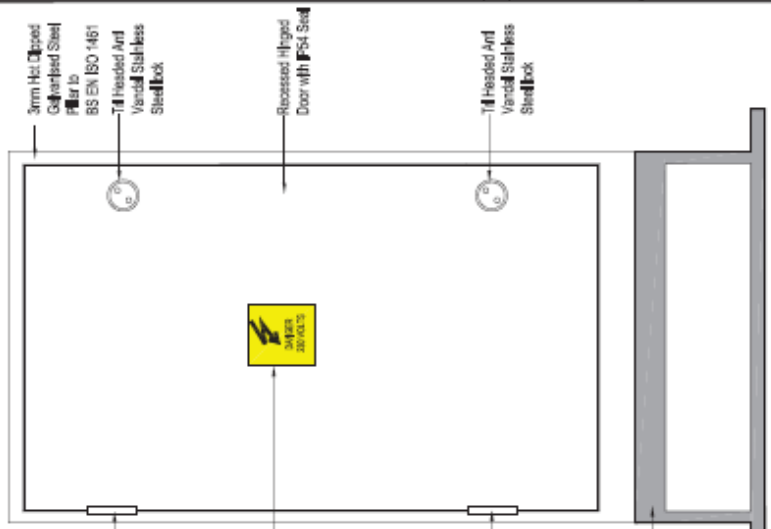 3mm Hot Dipped
Galvanised Steel
Pillar to
BS EN ISO 1461
Tri Headed Anti
Vandal Stainless
Steel lock
Recessed Hinged
Door with IP54 Seal
Tri Headed Anti
Vandal Stainless
Steel lock
DANGER
230 VOLTS